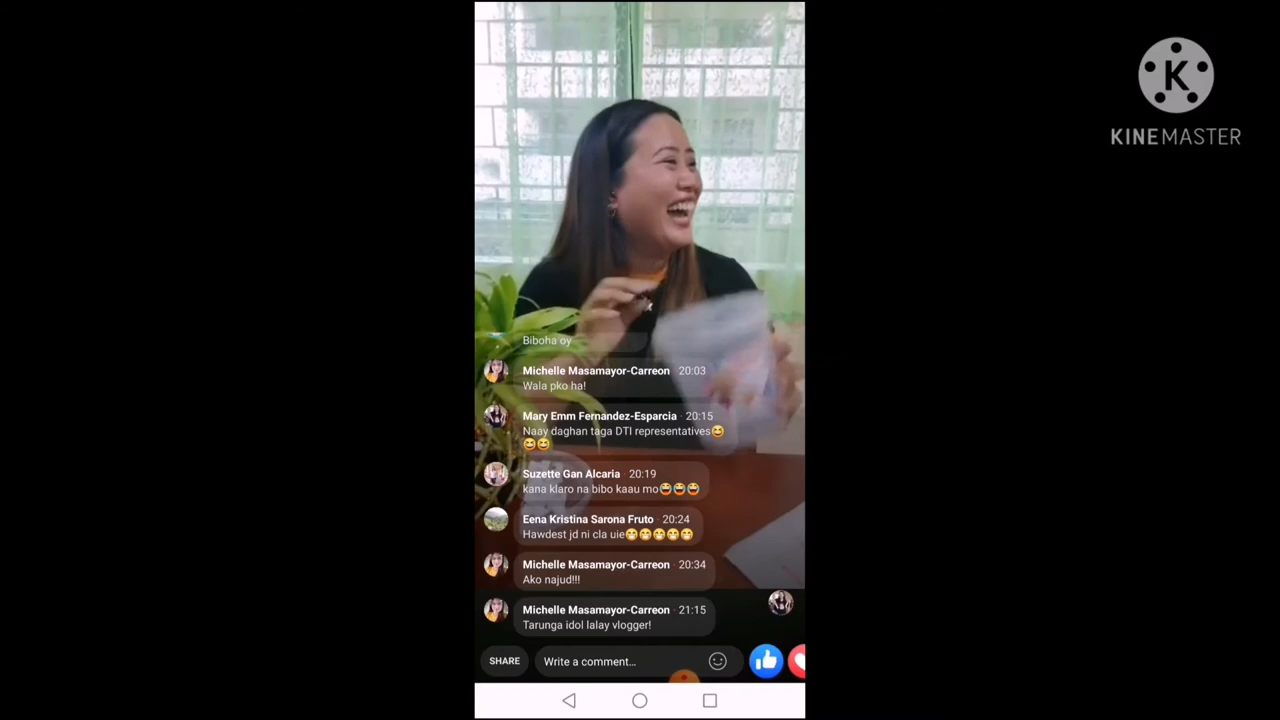 K
KINEMASTER
Biboha oy
Michelle Masamayor-Carreon · 20:03
Wala pko ha!
Mary Emm Fernandez-Esparcia · 20:15
Naay daghan taga DTI representatives😆
😆😆
Suzette Gan Alcaria · 20:19
kana klaro na bibo kaau mo😂😂😂
Eena Kristina Sarona Fruto · 20:24
Hawdest jd ni cla uie😁😁😁😁😁
Michelle Masamayor-Carreon · 20:34
Ako najud!!!
Michelle Masamayor-Carreon · 21:15
Tarunga idol lalay vlogger!
SHARE
Write a comment...